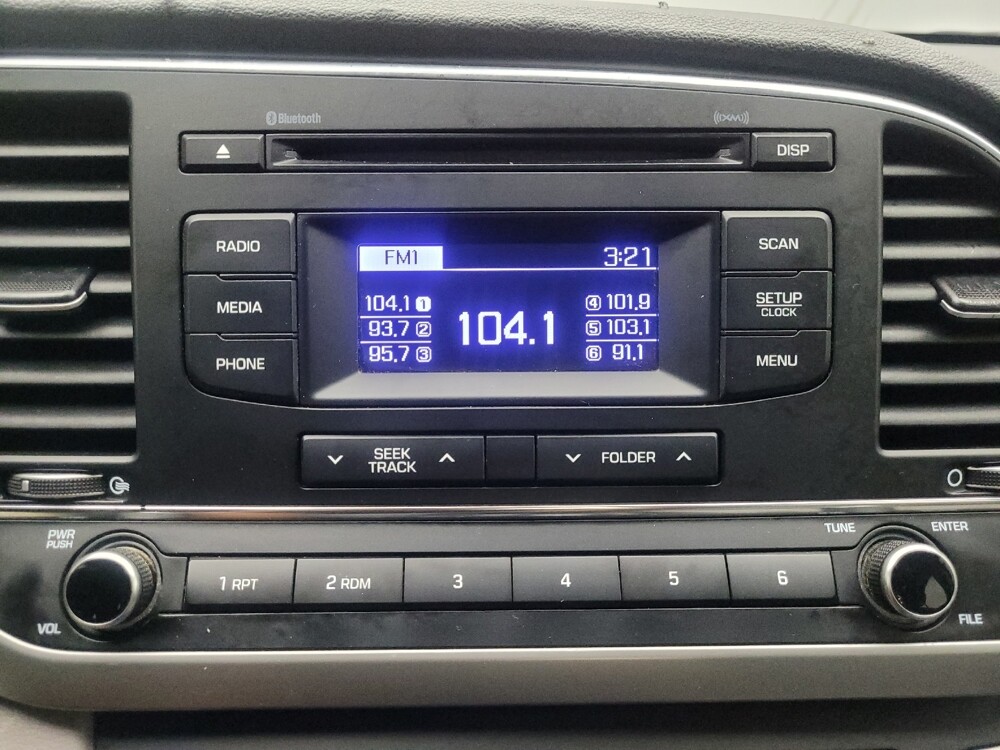 Bluetooth
((XM))
DISP
RADIO
MEDIA
PHONE
FM1 3:21
104.1 1
93.7 2
95.7 3
104.1
4 101.9
5 103.1
6 91.1
SCAN
SETUP
CLOCK
MENU
SEEK
TRACK
FOLDER
PWR
PUSH
VOL
1 RPT
2 RDM
3
4
5
6
TUNE
ENTER
FILE